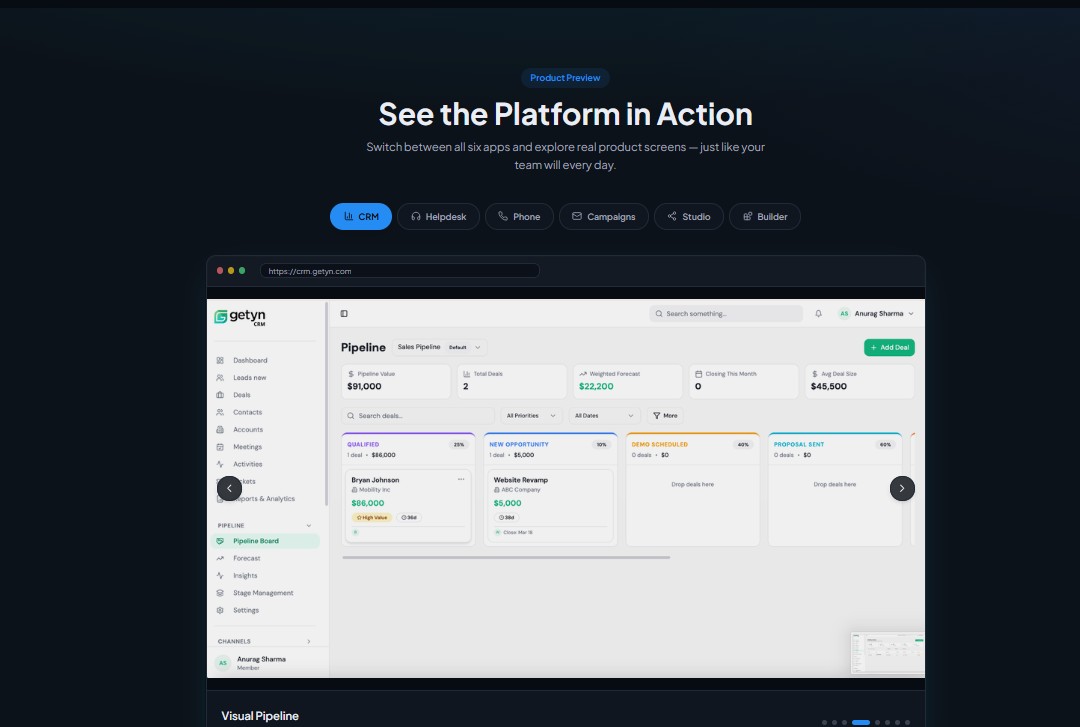 Product Preview
See the Platform in Action
Switch between all six apps and explore real product screens — just like your
team will every day.
CRM
Helpdesk
Phone
Campaigns
Studio
Builder
https://crm.getyn.com
getyn
CRM
Search something...
AS
Anurag Sharma
Dashboard
Leads new
Deals
Contacts
Accounts
Meetings
Activities
PIPELINE
Pipeline Board
Forecast
Insights
Stage Management
Settings
CHANNELS
AS
Anurag Sharma
Member
Pipeline
Sales Pipeline
Default
+ Add Deal
Pipeline Value
$91,000
Total Deals
2
Weighted Forecast
$22,200
Closing This Month
0
Avg Deal Size
$45,500
Search deals...
All Priorities
All Dates
More
QUALIFIED
20%
1 deal • $86,000
Bryan Johnson
Mobility Inc
$86,000
High Value
36d
NEW OPPORTUNITY
10%
1 deal • $5,000
Website Revamp
ABC Company
$5,000
38d
Close: Mar 16
DEMO SCHEDULED
40%
0 deals • $0
Drop deals here
PROPOSAL SENT
60%
0 deals • $0
Drop deals here
Visual Pipeline